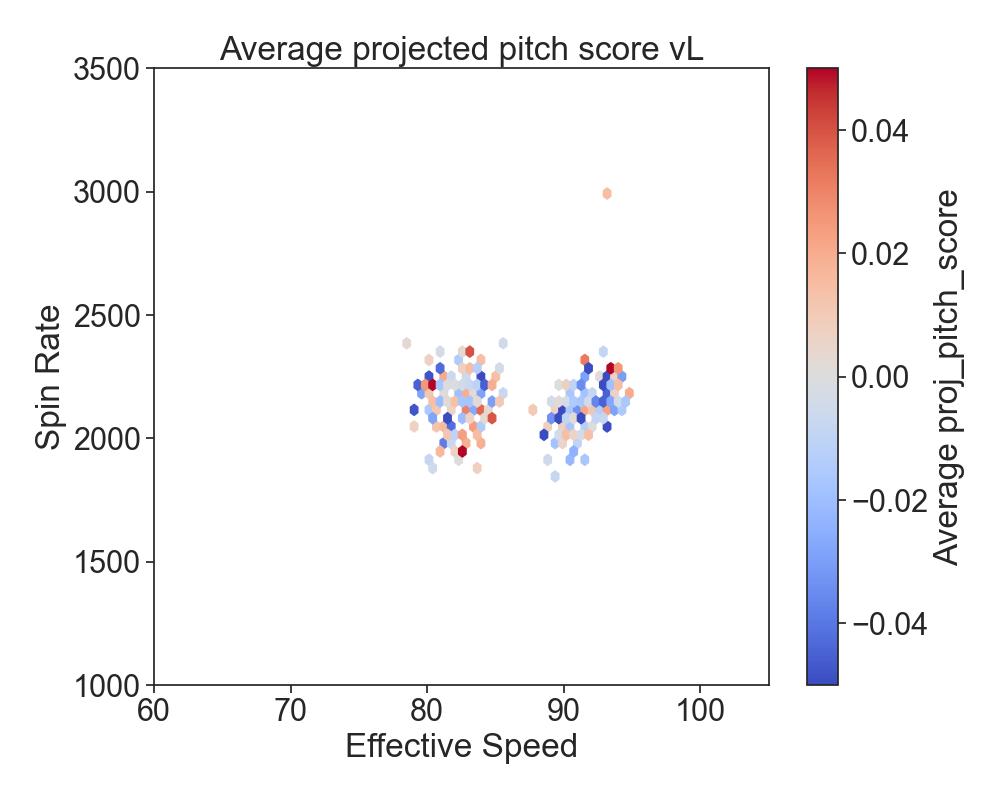 Average projected pitch score vL
3500
3000
2500
2000
1500
1000
Spin Rate
60 70 80 90 100
Effective Speed
0.04
0.02
0.00
−0.02
−0.04
Average proj_pitch_score